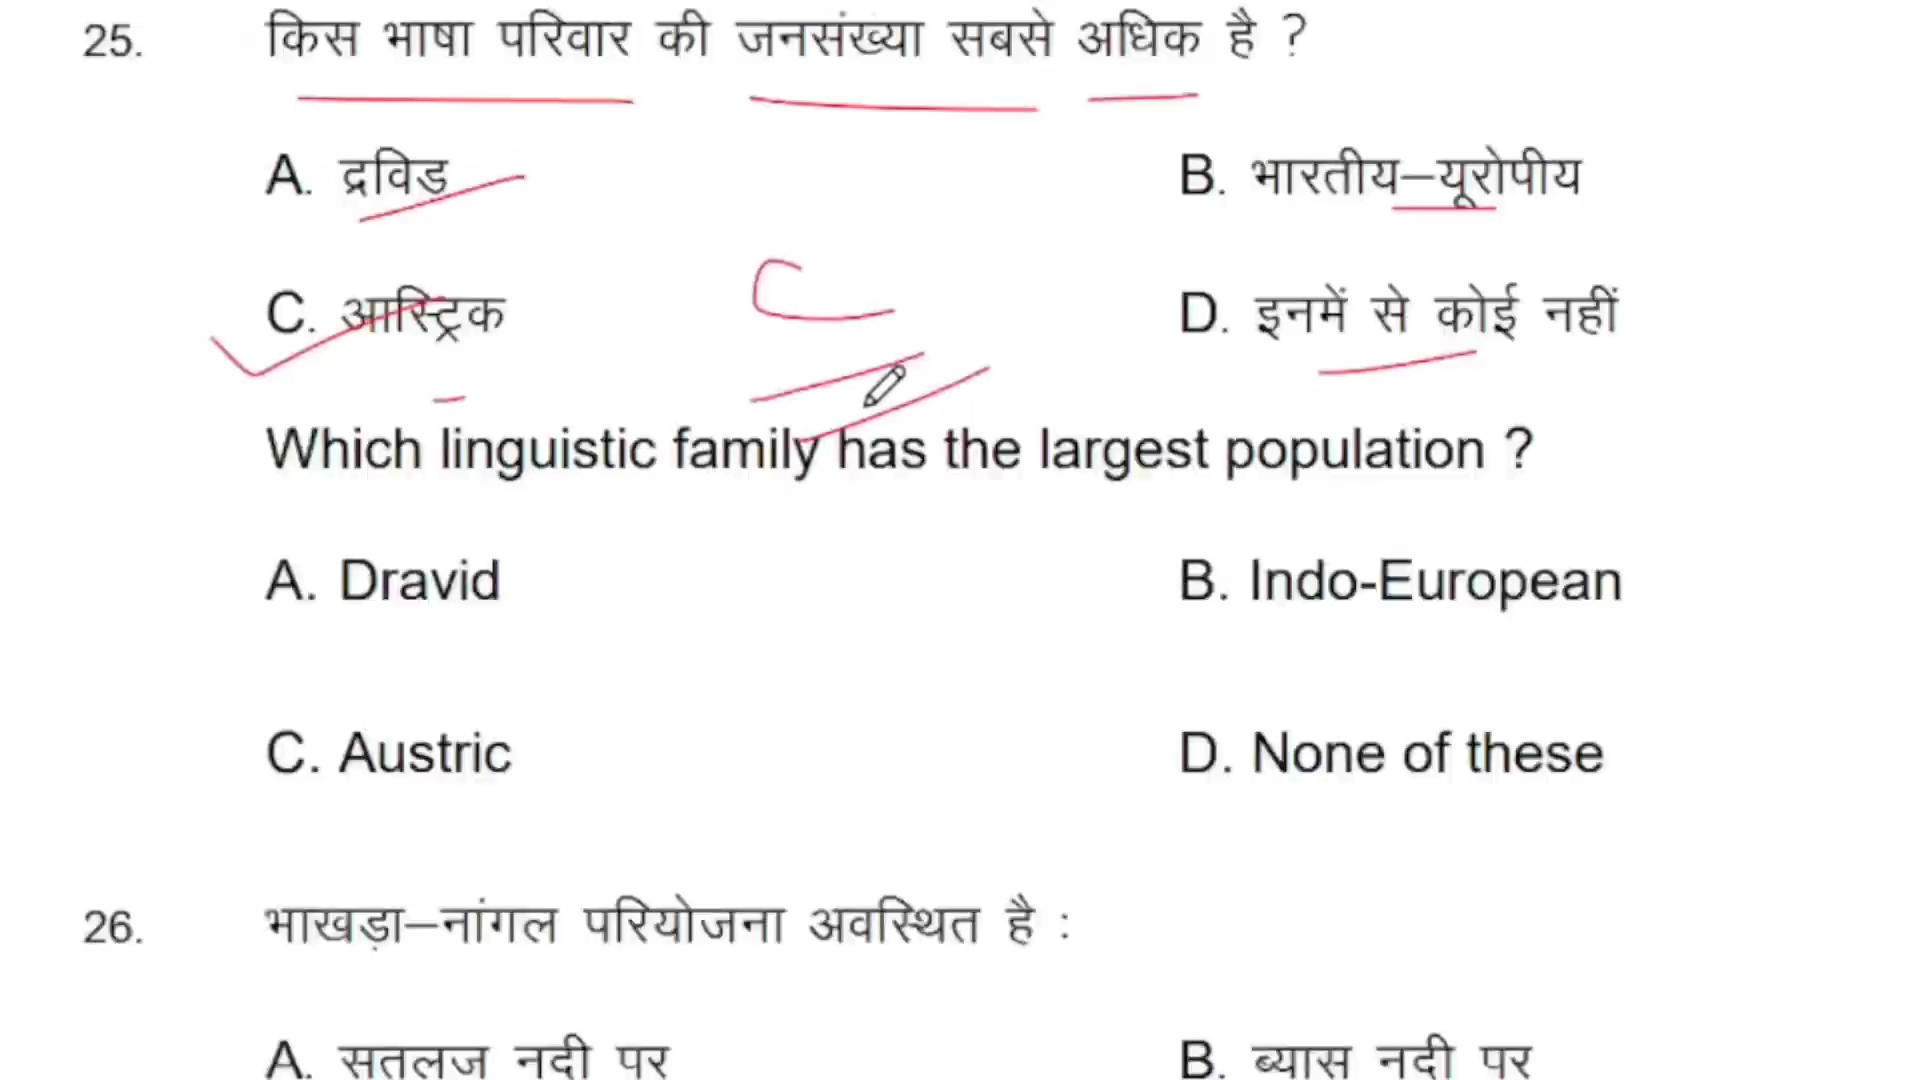 25. किस भाषा परिवार की जनसंख्या सबसे अधिक है ?
A. द्रविड B. भारतीय–यूरोपीय
C. आस्ट्रिक C D. इनमें से कोई नहीं
Which linguistic family has the largest population ?
A. Dravid B. Indo-European
C. Austric D. None of these
26. भाखड़ा–नांगल परियोजना अवस्थित है :
A. सतलज नदी पर B. ब्यास नदी पर